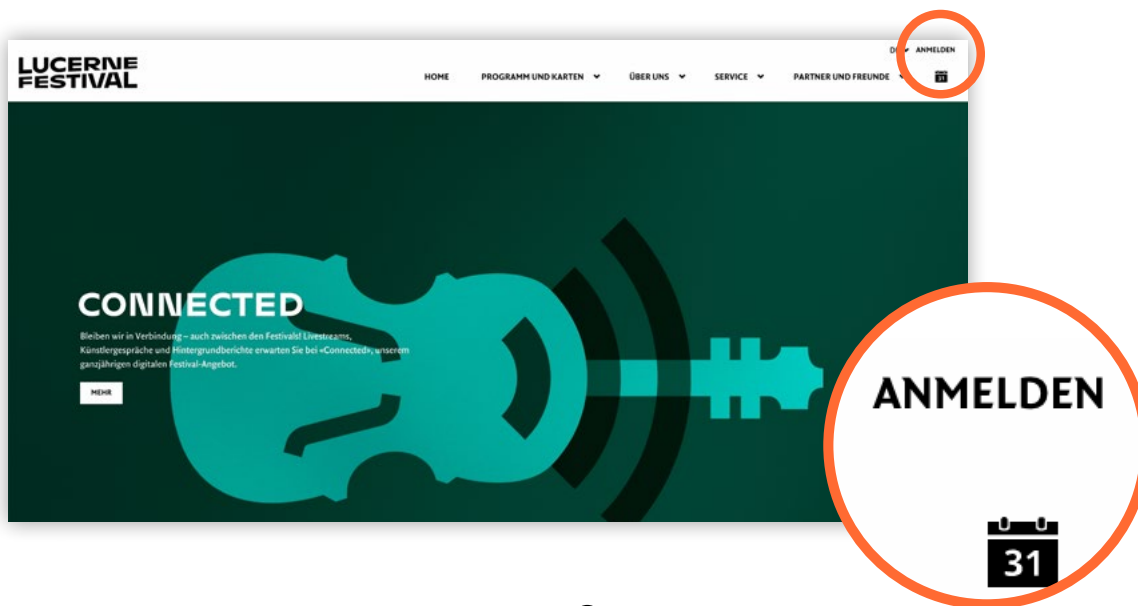 ANMELDEN
LUCERNE
FESTIVAL
HOME PROGRAMM UND KARTEN ÜBER UNS SERVICE PARTNER UND FREUNDE 31
CONNECTED
Bleiben wir in Verbindung – auch zwischen den Festivals! Livestreams,
Künstlergespräche und Hintergrundberichte erwarten Sie bei «Connected», unserem
ganzjährigen digitalen Festival-Angebot.
MEHR
ANMELDEN
31